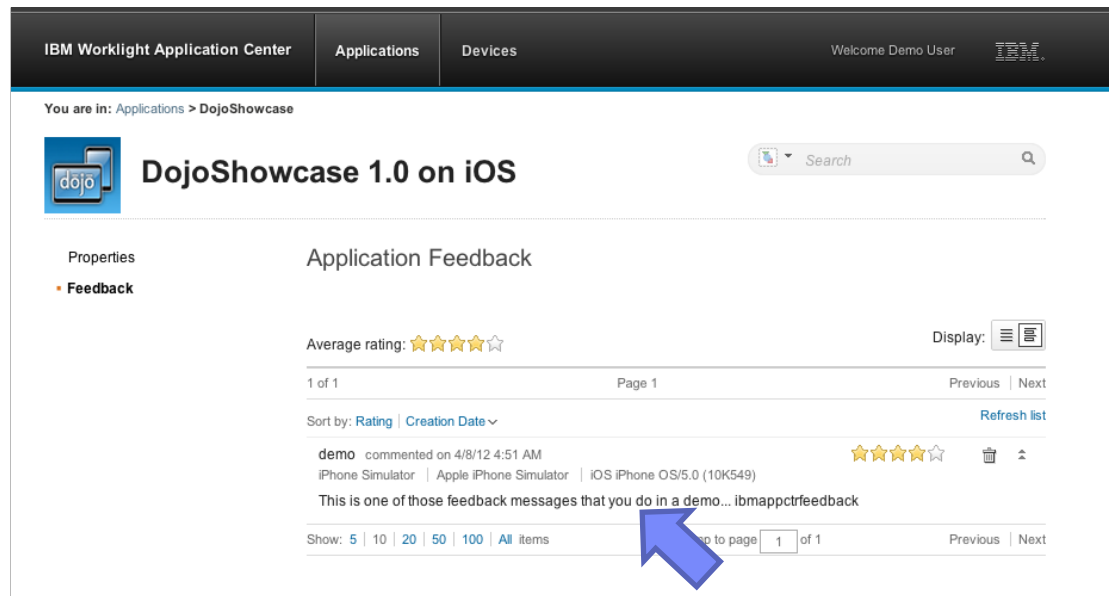 IBM Worklight Application Center Applications Devices Welcome Demo User IBM.
You are in: Applications > DojoShowcase
dōjō
DojoShowcase 1.0 on iOS
Search
Properties
Feedback
Application Feedback
Average rating:
Display:
1 of 1 Page 1 Previous | Next
Sort by: Rating | Creation Date Refresh list
demo commented on 4/8/12 4:51 AM
iPhone Simulator | Apple iPhone Simulator | iOS iPhone OS/5.0 (10K549)
This is one of those feedback messages that you do in a demo... ibmappctrfeedback
Show: 5 | 10 | 20 | 50 | 100 | All items to page 1 of 1 Previous | Next